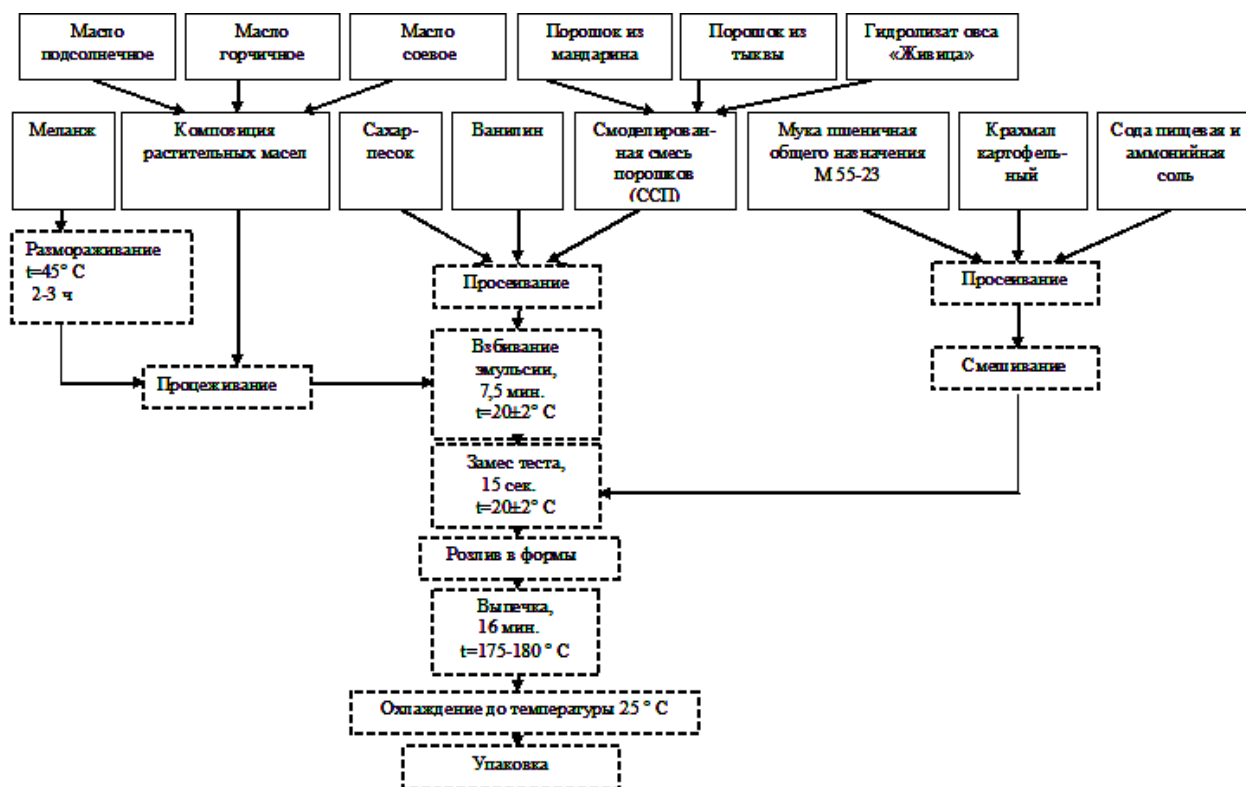 Масло
подсолнечное
Масло
горчичное
Масло
соевое
Порошок из
мандарина
Порошок из
тыквы
Гидролизат овса
«Живица»
Меланж
Композиция
растительных масел
Сахар-
песок
Ванилин
Смоделирован-
ная смесь
порошков
(ССП)
Мука пшеничная
общего назначения
М 55-23
Крахмал
картофель-
ный
Сода пищевая и
аммонийная
соль
Размораживание
t=45° С
2-3 ч
Просеивание
Просеивание
Процеживание
Взбивание
эмульсии,
7,5 мин.
t=20±2° С
Смешивание
Замес теста,
15 сек.
t=20±2° С
Розлив в формы
Выпечка,
16 мин.
t=175-180 ° С
Охлаждение до температуры 25 ° С
Упаковка